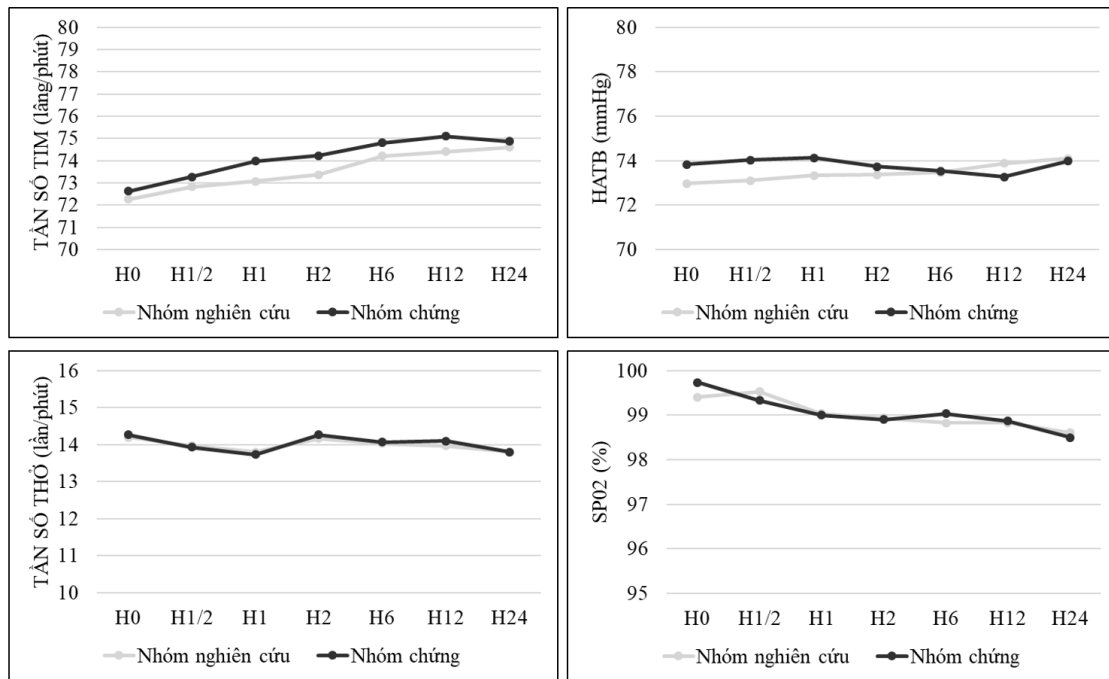 TẦN SỐ TIM (lâng/phút)
80
79
78
77
76
75
74
73
72
71
70
H0 H1/2 H1 H2 H6 H12 H24
Nhóm nghiên cứu Nhóm chứng
HATB (mmHg)
80
78
76
74
72
70
H0 H1/2 H1 H2 H6 H12 H24
Nhóm nghiên cứu Nhóm chứng
TẦN SỐ THỞ (lần/phút)
16
15
14
13
12
11
10
H0 H1/2 H1 H2 H6 H12 H24
Nhóm nghiên cứu Nhóm chứng
SP02 (%)
100
99
98
97
96
95
H0 H1/2 H1 H2 H6 H12 H24
Nhóm nghiên cứu Nhóm chứng